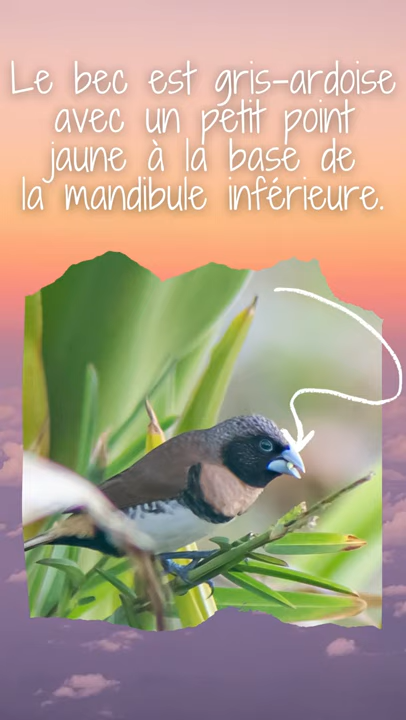 Le bec est gris-ardoise
avec un petit point
jaune à la base de
la mandibule inférieure.